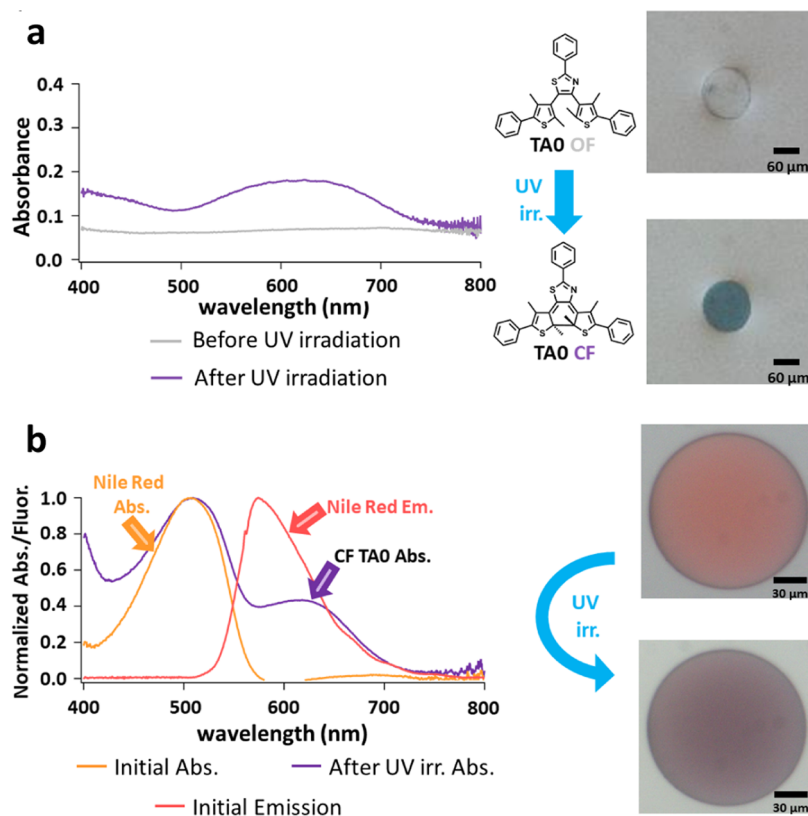 a
Absorbance
0.4
0.3
0.2
0.1
0.0
400
500
600
700
800
wavelength (nm)
Before UV irradiation
After UV irradiation
S
N
S
S
TA0 OF
UV
irr.
S
N
S
S
TA0 CF
60 µm
60 µm
b
Normalized Abs./Fluor.
1.0
0.8
0.6
0.4
0.2
0.0
400
500
600
700
800
Nile Red
Abs.
Nile Red Em.
CF TA0 Abs.
wavelength (nm)
Initial Abs.
After UV irr. Abs.
Initial Emission
UV
irr.
30 µm
30 µm